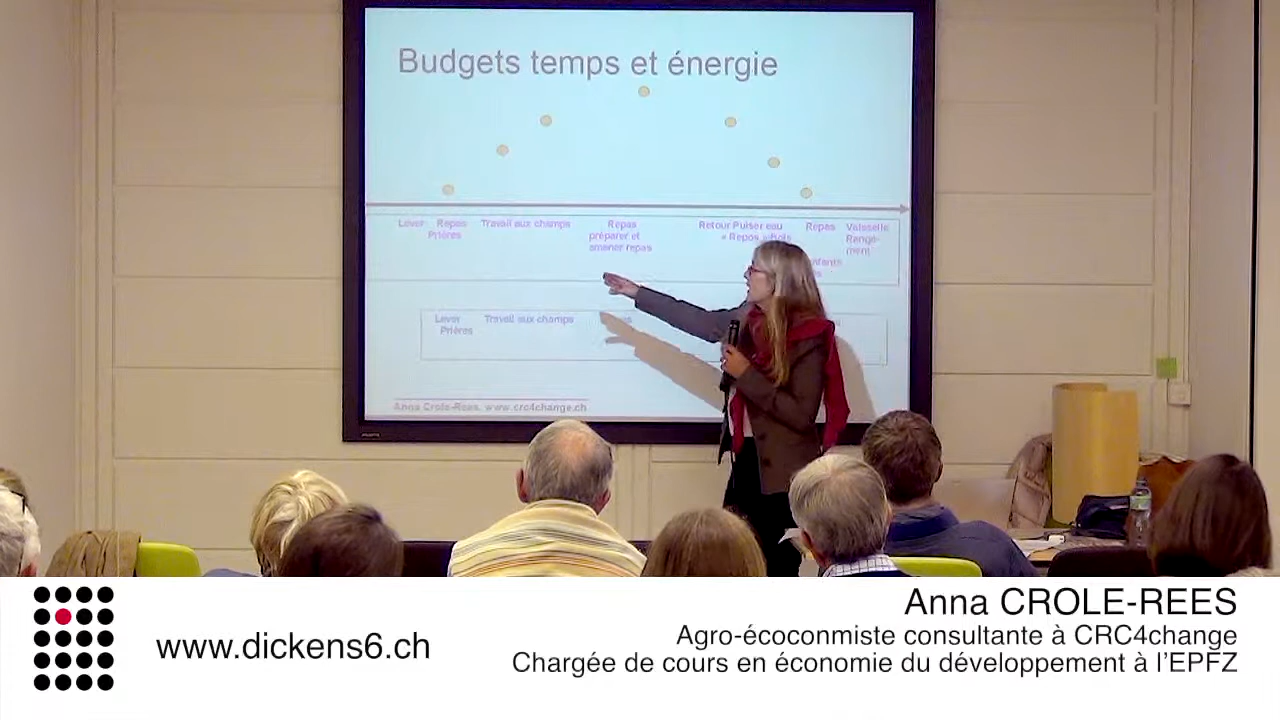 Budgets temps et énergie
Lever Repas Travail aux champs Repas Retour Puiser eau Repas Vaisselle
Prières préparer et « Repos » bois Range-
amener repas ment
Lever Travail aux champs
Prières
Anna Crole-Rees, www.crc4change.ch
www.dickens6.ch
Anna CROLE-REES
Agro-écoconmiste consultante à CRC4change
Chargée de cours en économie du développement à l'EPFZ